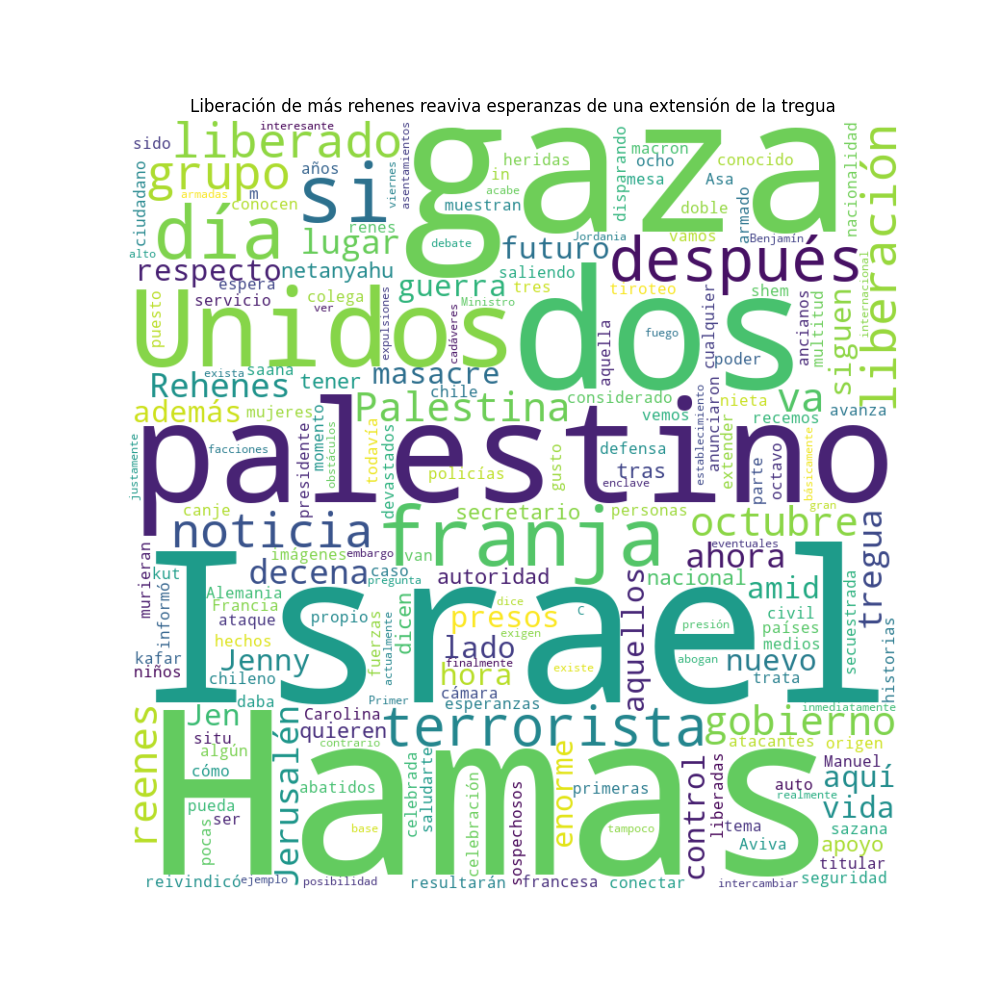 Liberación de más rehenes reaviva esperanzas de una extensión de la tregua
interesante
sido
liberado
asentamientos
gaza
heridas
disparando
macron
ocho
conocido
nacionalidad
liberación
ciudadano
grupo
años
si
viernes
in
acabe
mesa
Asa
armadas
m
conocen
muestran
doble
armado
día
renes
lugar
debate
futuro
Jordania
vamos
Benjamín
después
internacional
alto
respecto
netanyahu
saliendo
espera
guerra
tres
tiroteo
cualquier
shem
multitud
ancianos
siguen
puesto
servicio
colega
ver
expulsiones
Ministro
cadáveres
Unidos
dos
fuego
aquella
poder
exista
saana
Rehenes
tener
masacre
chile
considerado
nieta
va
avanza
además
mujeres
momento
Palestina
vemos
anunciaron
extender
recemos
justamente
palestino
facciones
presidente
obstáculos
todavía
devastados
policías
gusto
defensa
tras
enclave
establecimiento
parte
octavo
básicamente
gran
canje
secretario
personas
noticia
franja
octubre
tregua
murieran
imágenes
embargo
van
eventuales
ahora
kut
decena
caso
pregunta
autoridad
aquellos
nacional
amid
secuestrada
informó
Alemania
Francia
ataque
propio
fuerzas
dicen
dice
C
presos
exigen
presión
civil
países
medios
historias
hechos
actualmente
lado
finalmente
existe
abogan
nuevo
trata
kafar
niños
Jenny
chileno
hora
Israel
daba
Primer
cámara
esperanzas
inmediatamente
reenes
Jen
Jerusalén
Carolina
quieren
terrorista
gobierno
situ
algún
contrario
enorme
atacantes
origen
cómo
Hamas
abatidos
celebrada
saludarte
celebración
sospechosos
primeras
control
liberadas
auto
Manuel
aquí
realmente
pueda
pocas
ser
base
tampoco
tema
vida
Aviva
sazana
apoyo
titular
reivindicó
ejemplo
posibilidad
resultarán
francesa
conectar
intercambiar
seguridad